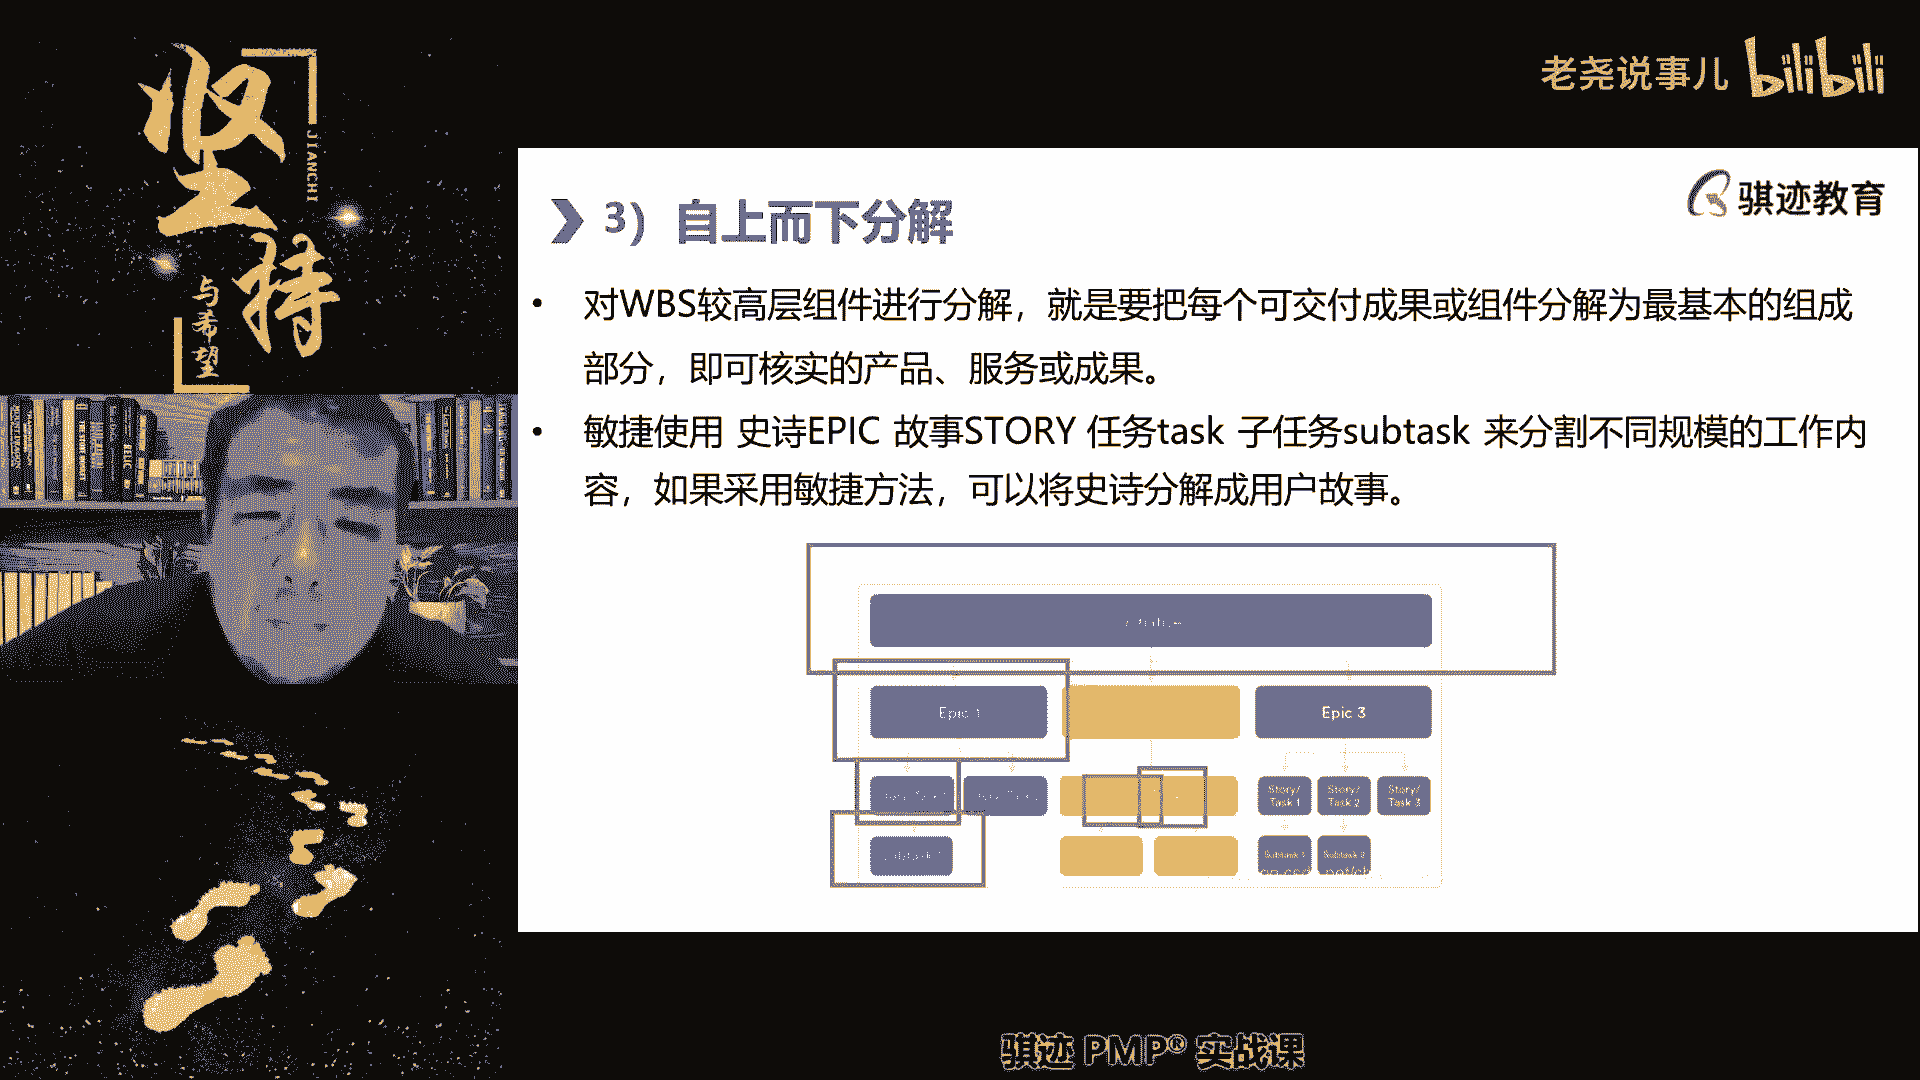 坚持
JIANCHI
与希望
老尧说事儿 bilibili
骐迹教育
3）自上而下分解
• 对WBS较高层组件进行分解，就是要把每个可交付成果或组件分解为最基本的组成
部分，即可核实的产品、服务或成果。
• 敏捷使用 史诗EPIC 故事STORY 任务task 子任务subtask 来分割不同规模的工作内
容，如果采用敏捷方法，可以将史诗分解成用户故事。
Epic 1
Epic 3
Story/
Task 1
Story/
Task 2
Story/
Task 3
Subtask 1
Subtask 2
骐迹 PMP® 实战课